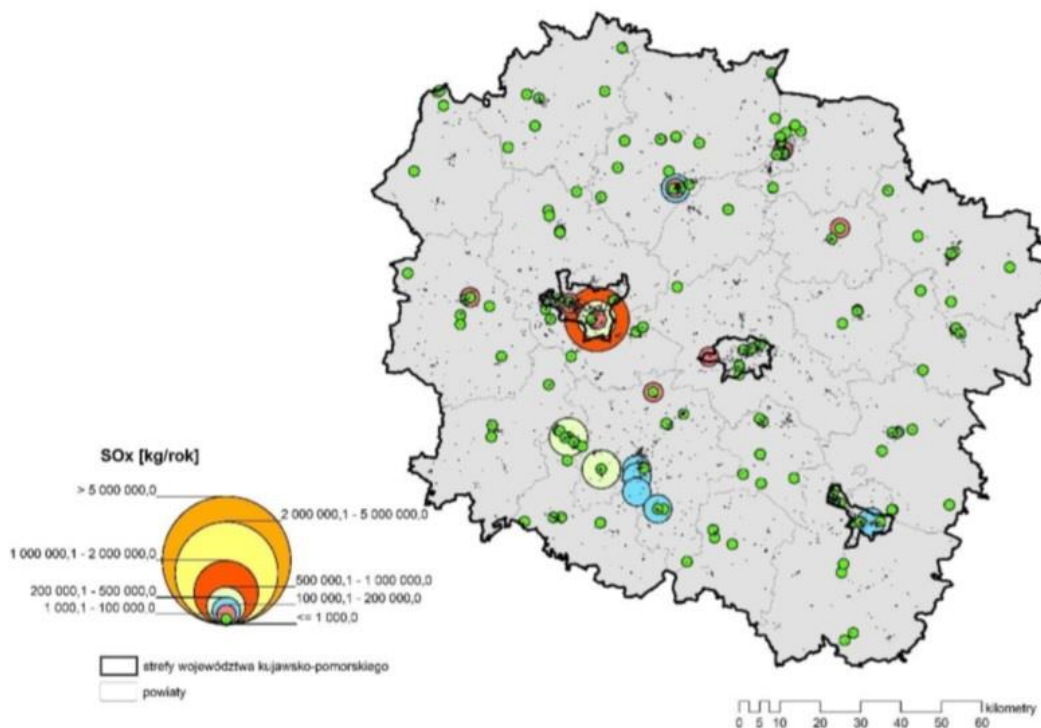 SOx [kg/rok]
> 5 000 000,0
2 000 000,1 - 5 000 000,0
1 000 000,1 - 2 000 000,0
500 000,1 - 1 000 000,0
200 000,1 - 500 000,0
100 000,1 - 200 000,0
1 000,1 - 100 000,0
<= 1 000,0
strefy województwa kujawsko-pomorskiego
powiaty
kilometry
0 5 10 20 30 40 50 60